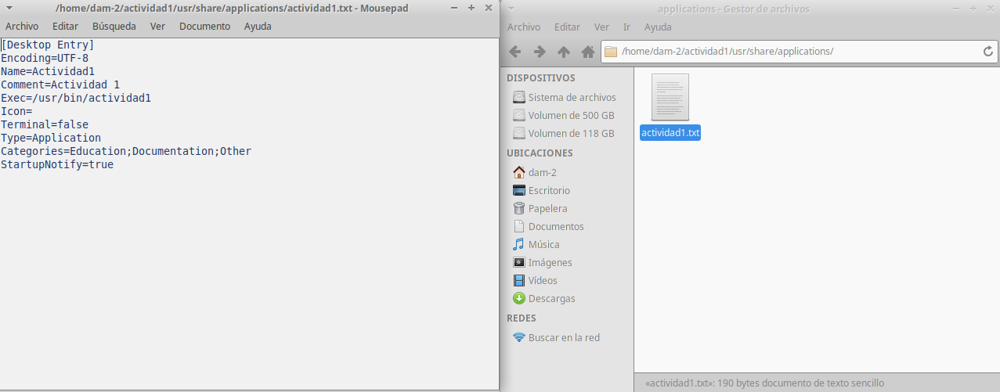 /home/dam-2/actividad1/usr/share/applications/actividad1.txt - Mousepad
Archivo Editar Búsqueda Ver Documento Ayuda
[Desktop Entry]
Encoding=UTF-8
Name=Actividad1
Comment=Actividad 1
Exec=/usr/bin/actividad1
Icon=
Terminal=false
Type=Application
Categories=Education;Documentation;Other
StartupNotify=true
applications - Gestor de archivos
Archivo Editar Ver Ir Ayuda
/home/dam-2/actividad1/usr/share/applications/
DISPOSITIVOS
Sistema de archivos
Volumen de 500 GB
Volumen de 118 GB
UBICACIONES
dam-2
Escritorio
Papelera
Documentos
Música
Imágenes
Vídeos
Descargas
REDES
Buscar en la red
actividad1.txt
«actividad1.txt»: 190 bytes documento de texto sencillo